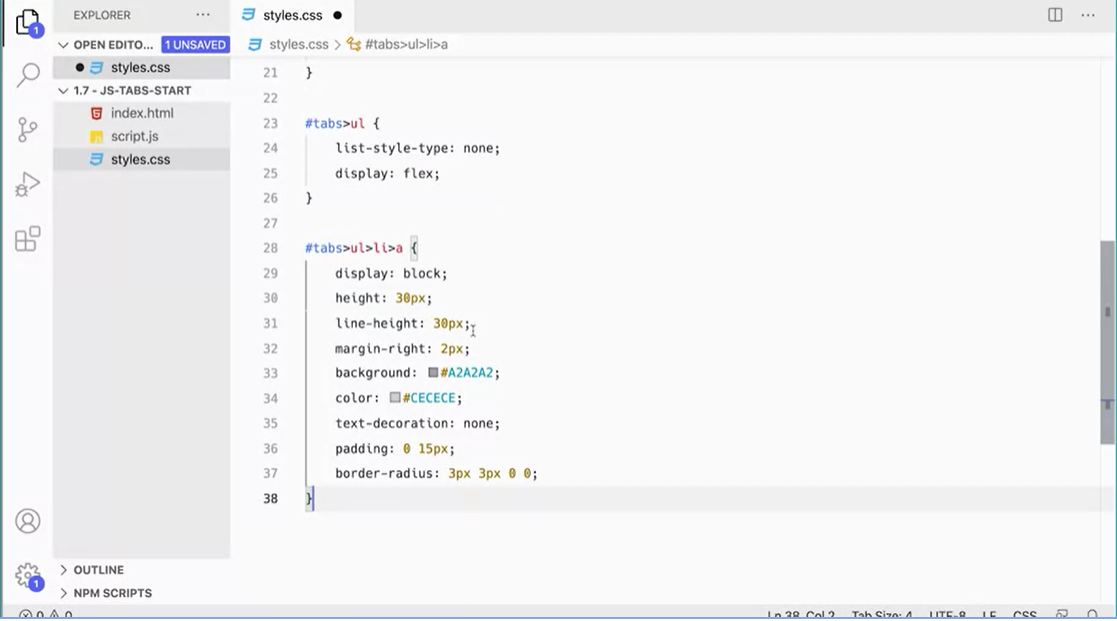 EXPLORER
···
styles.css ●
···
1
OPEN EDITO... 1 UNSAVED
styles.css > #tabs>ul>li>a
● styles.css
1.7 - JS-TABS-START
index.html
script.js
styles.css
21 }
22
23 #tabs>ul {
24 list-style-type: none;
25 display: flex;
26 }
27
28 #tabs>ul>li>a {
29 display: block;
30 height: 30px;
31 line-height: 30px;
32 margin-right: 2px;
33 background: #A2A2A2;
34 color: #CECECE;
35 text-decoration: none;
36 padding: 0 15px;
37 border-radius: 3px 3px 0 0;
38 }
OUTLINE
1
NPM SCRIPTS
0 0 Ln 38, Col 2 Tab Size: 4 UTF-8 LF CSS